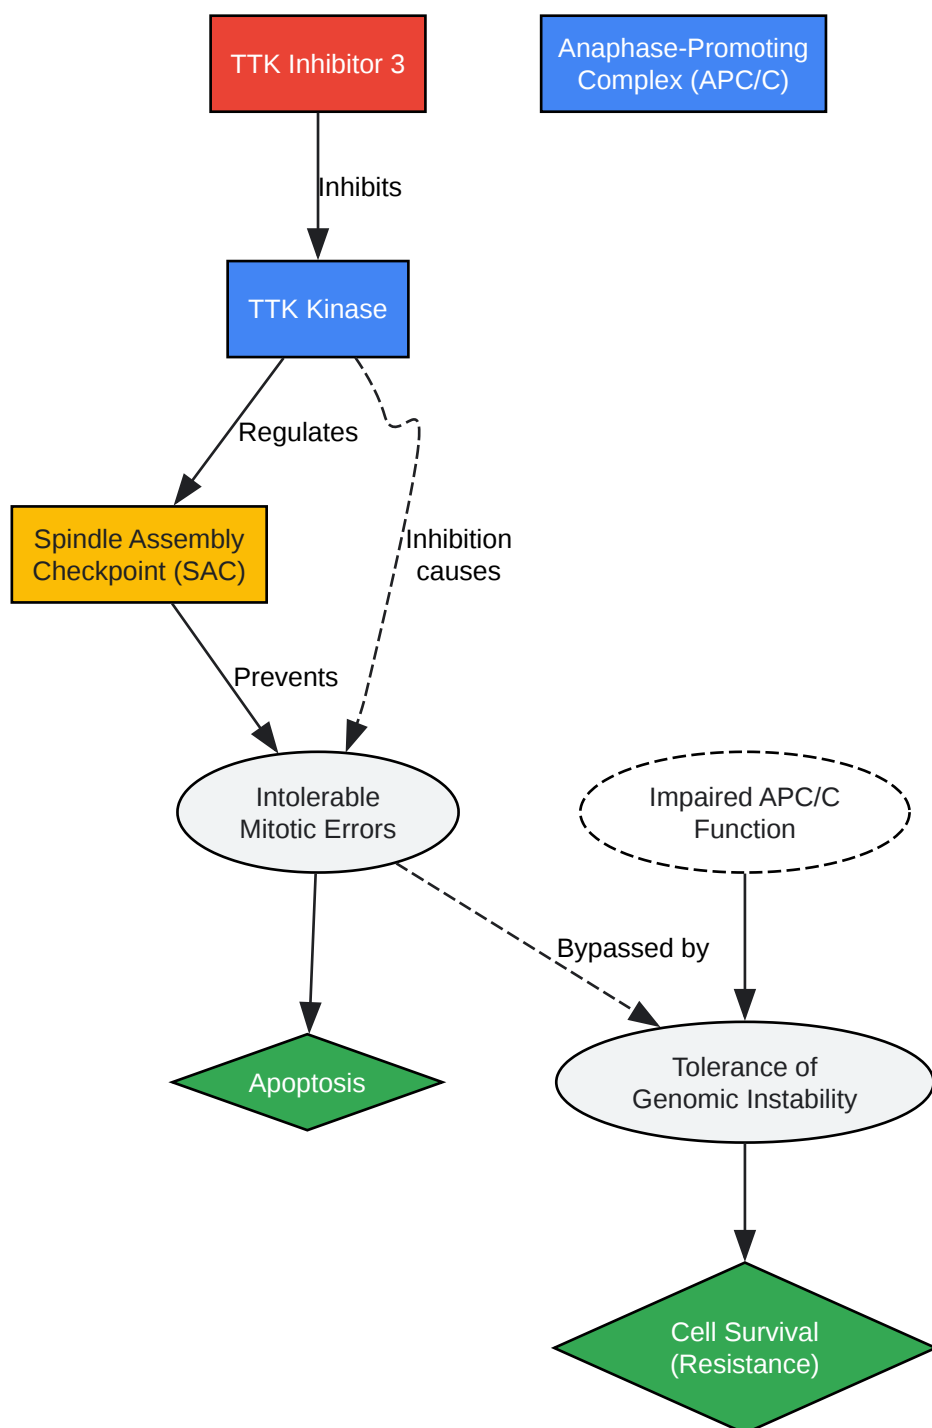 TTK Inhibitor 3
Anaphase-Promoting
Complex (APC/C)
Inhibits
TTK Kinase
Regulates
Spindle Assembly
Checkpoint (SAC)
Inhibition
causes
Prevents
Intolerable
Mitotic Errors
Impaired APC/C
Function
Bypassed by
Apoptosis
Tolerance of
Genomic Instability
Cell Survival
(Resistance)